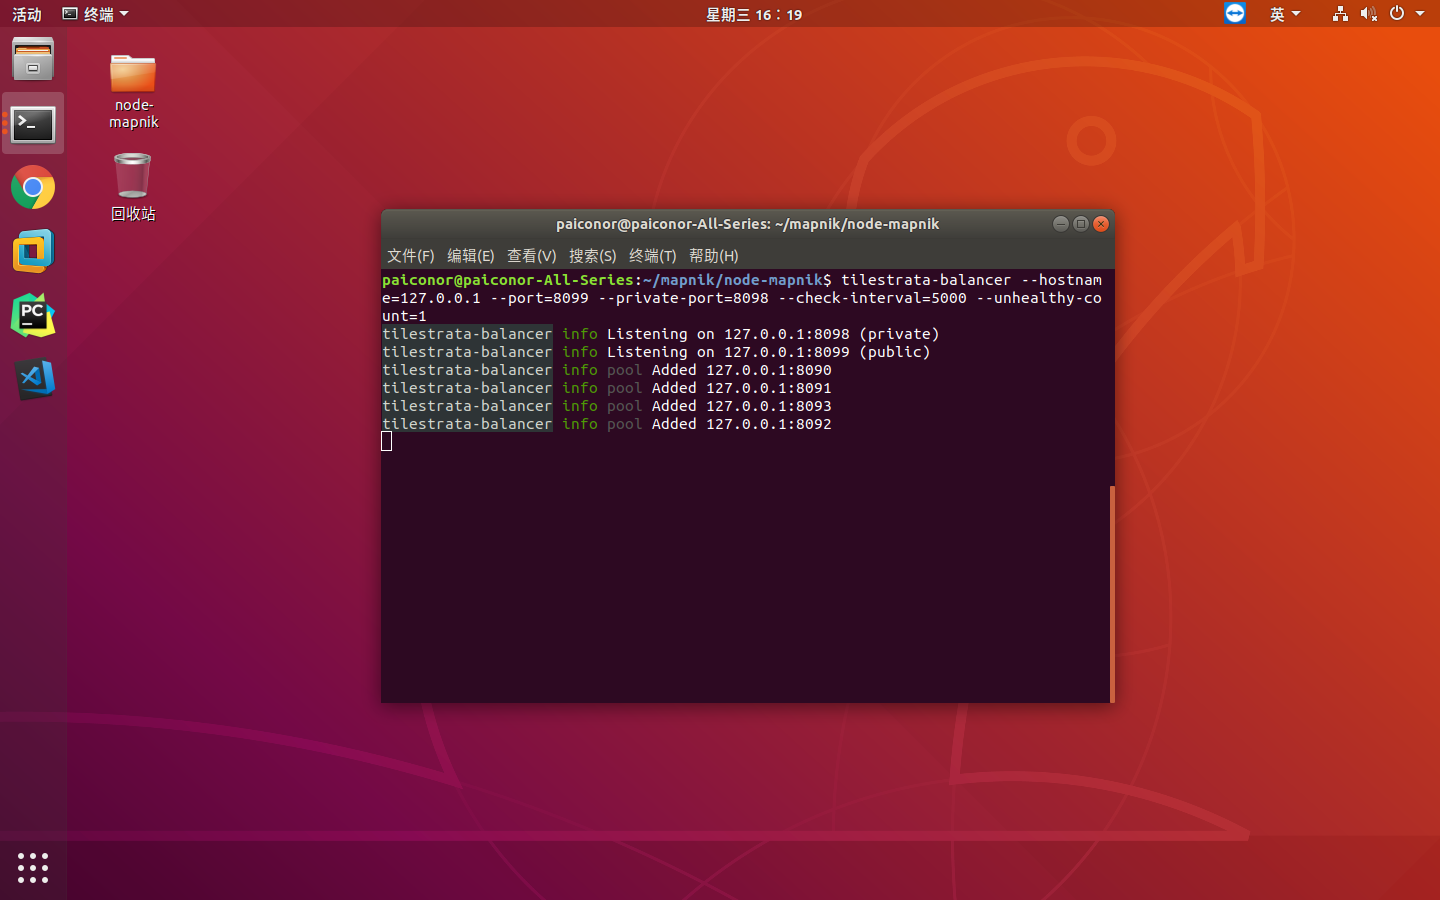 活动 终端 星期三 16：19 英
node-
mapnik
回收站
PC
paiconor@paiconor-All-Series: ~/mapnik/node-mapnik
文件(F) 编辑(E) 查看(V) 搜索(S) 终端(T) 帮助(H)
paiconor@paiconor-All-Series:~/mapnik/node-mapnik$ tilestrata-balancer --hostnam
e=127.0.0.1 --port=8099 --private-port=8098 --check-interval=5000 --unhealthy-co
unt=1
tilestrata-balancer info Listening on 127.0.0.1:8098 (private)
tilestrata-balancer info Listening on 127.0.0.1:8099 (public)
tilestrata-balancer info pool Added 127.0.0.1:8090
tilestrata-balancer info pool Added 127.0.0.1:8091
tilestrata-balancer info pool Added 127.0.0.1:8093
tilestrata-balancer info pool Added 127.0.0.1:8092